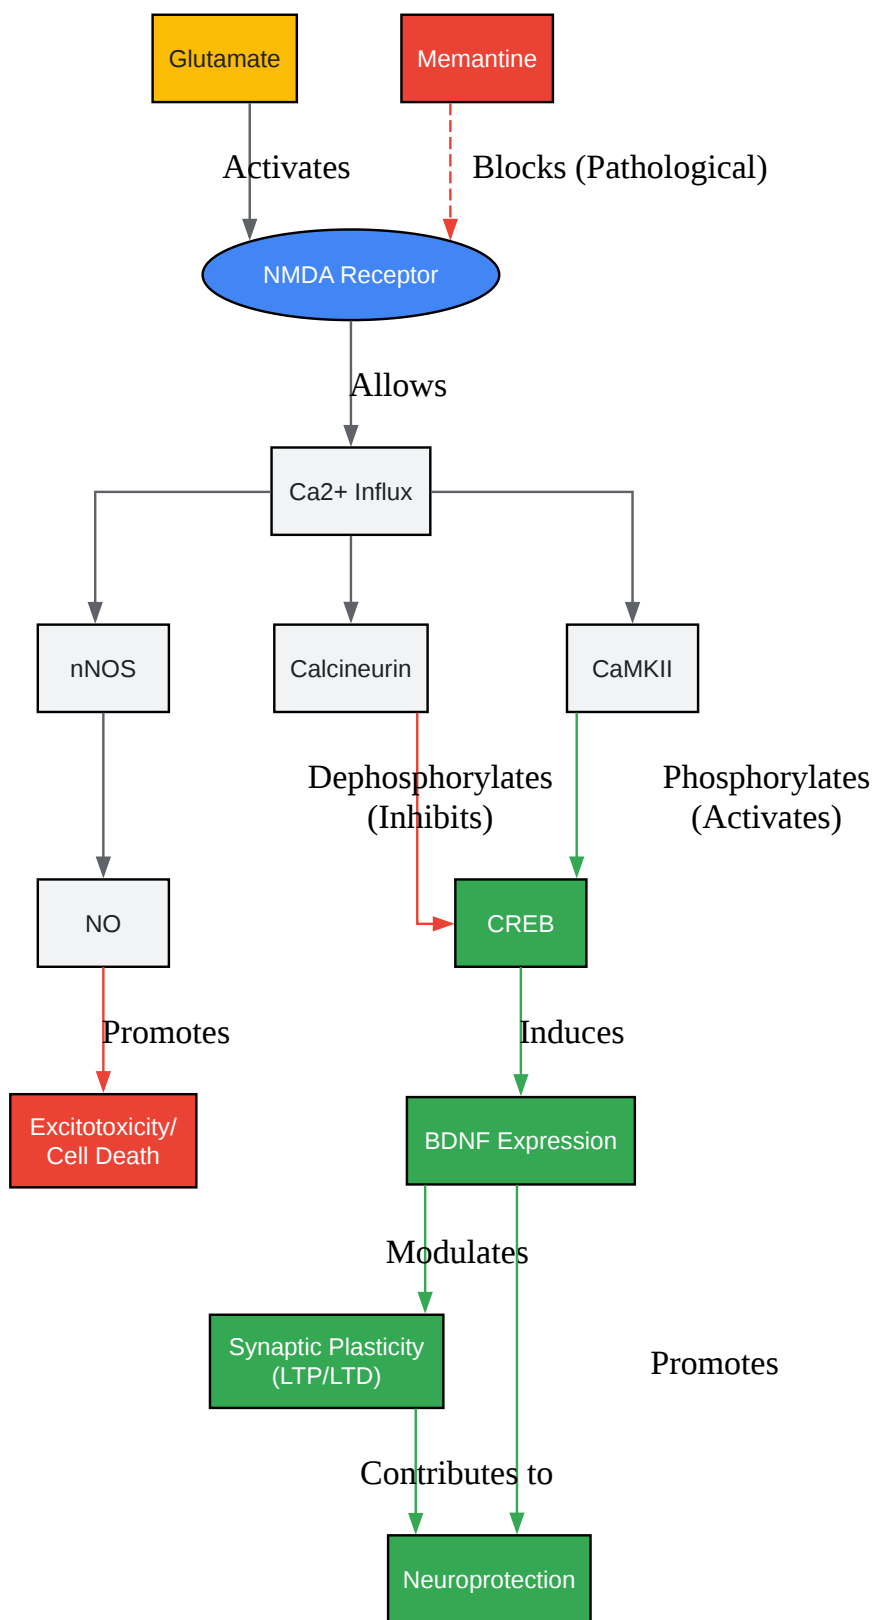 Glutamate
Memantine
Activates
Blocks (Pathological)
NMDA Receptor
Allows
Ca2+ Influx
nNOS
Calcineurin
CaMKII
Dephosphorylates
(Inhibits)
Phosphorylates
(Activates)
NO
CREB
Promotes
Induces
Excitotoxicity/
Cell Death
BDNF Expression
Modulates
Synaptic Plasticity
(LTP/LTD)
Promotes
Contributes to
Neuroprotection